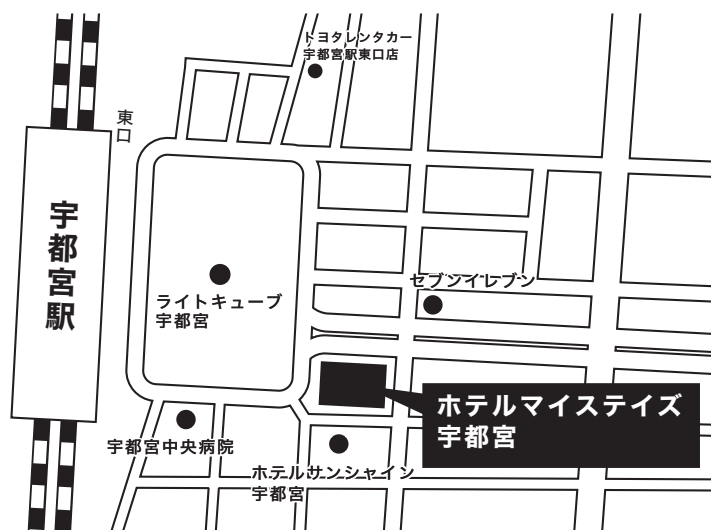 トヨタレンタカー
宇都宮駅東口店
東口
宇都宮駅
セブンイレブン
ライトキューブ
宇都宮
ホテルマイステイズ
宇都宮
宇都宮中央病院
ホテルサンシャイン
宇都宮